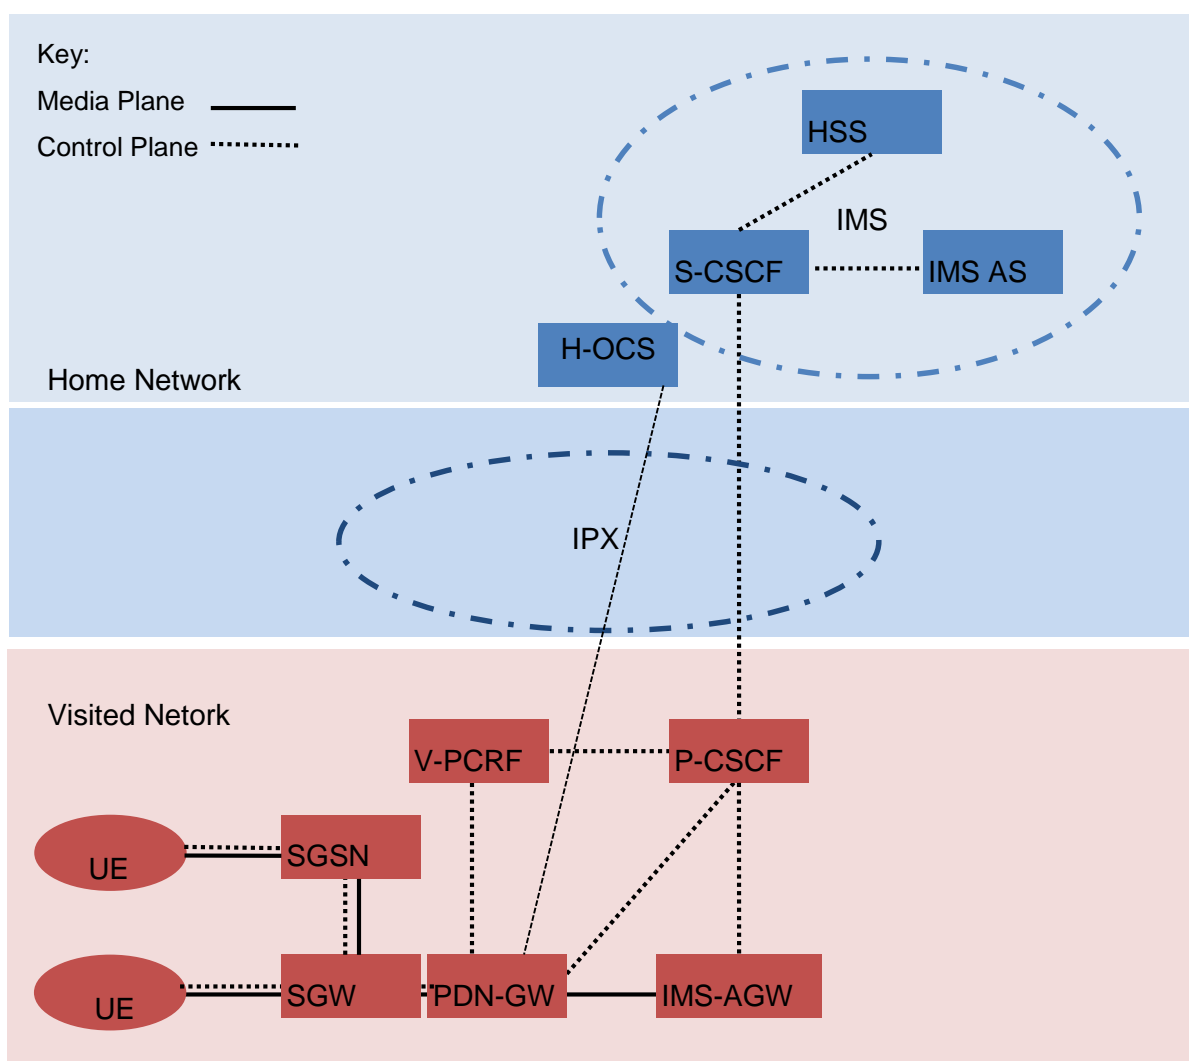 Key:
Media Plane
Control Plane
HSS
IMS
S-CSCF
IMS AS
H-OCS
Home Network
IPX
Visited Netork
V-PCRF
P-CSCF
UE
SGSN
UE
SGW
PDN-GW
IMS-AGW